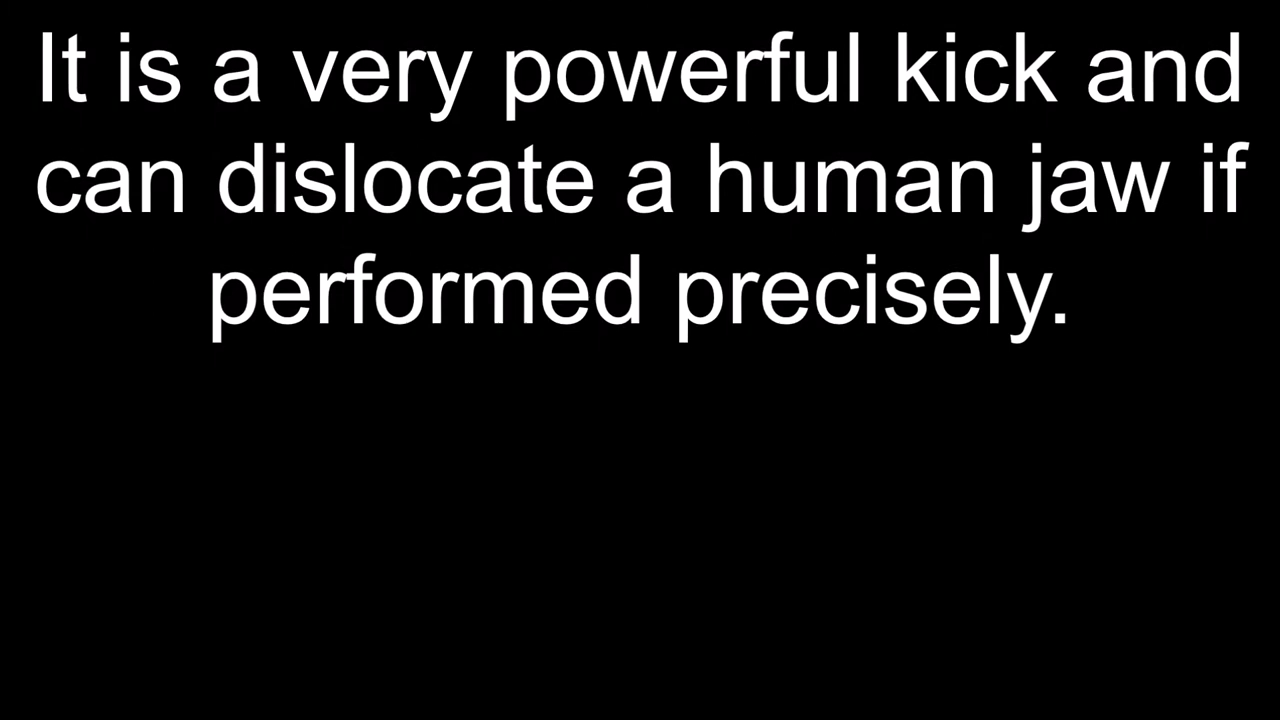 It is a very powerful kick and
can dislocate a human jaw if
performed precisely.